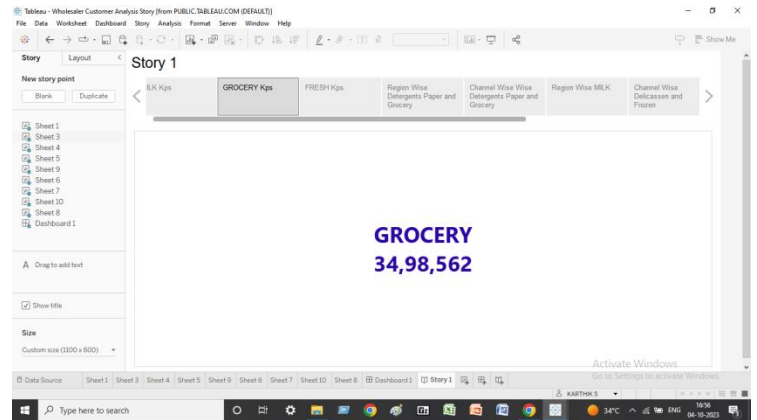 Tableau - Wholesaler Customer Analysis Story [from PUBLIC.TABLEAU.COM (DEFAULT)]
File Data Worksheet Dashboard Story Analysis Format Server Window Help
Show Me
Story Layout
New story point
Blank Duplicate
Sheet 1
Sheet 3
Sheet 4
Sheet 5
Sheet 9
Sheet 6
Sheet 7
Sheet 10
Sheet 8
Dashboard 1
A Drag to add text
Show title
Size
Custom size (1100 x 600)
Story 1
ILK Kps
GROCERY Kps
FRESH Kps
Region Wise
Detergents Paper and
Grocery
Channel Wise Wise
Detergents Paper and
Grocery
Region Wise MILK
Channel Wise
Delicassen and
Frozen
GROCERY
34,98,562
Activate Windows
Go to Settings to activate Windows.
Data Source Sheet 1 Sheet 3 Sheet 4 Sheet 5 Sheet 9 Sheet 6 Sheet 7 Sheet 10 Sheet 8 Dashboard 1 Story 1
KARTHIK S
Type here to search
34°C ENG
16:56
04-10-2023